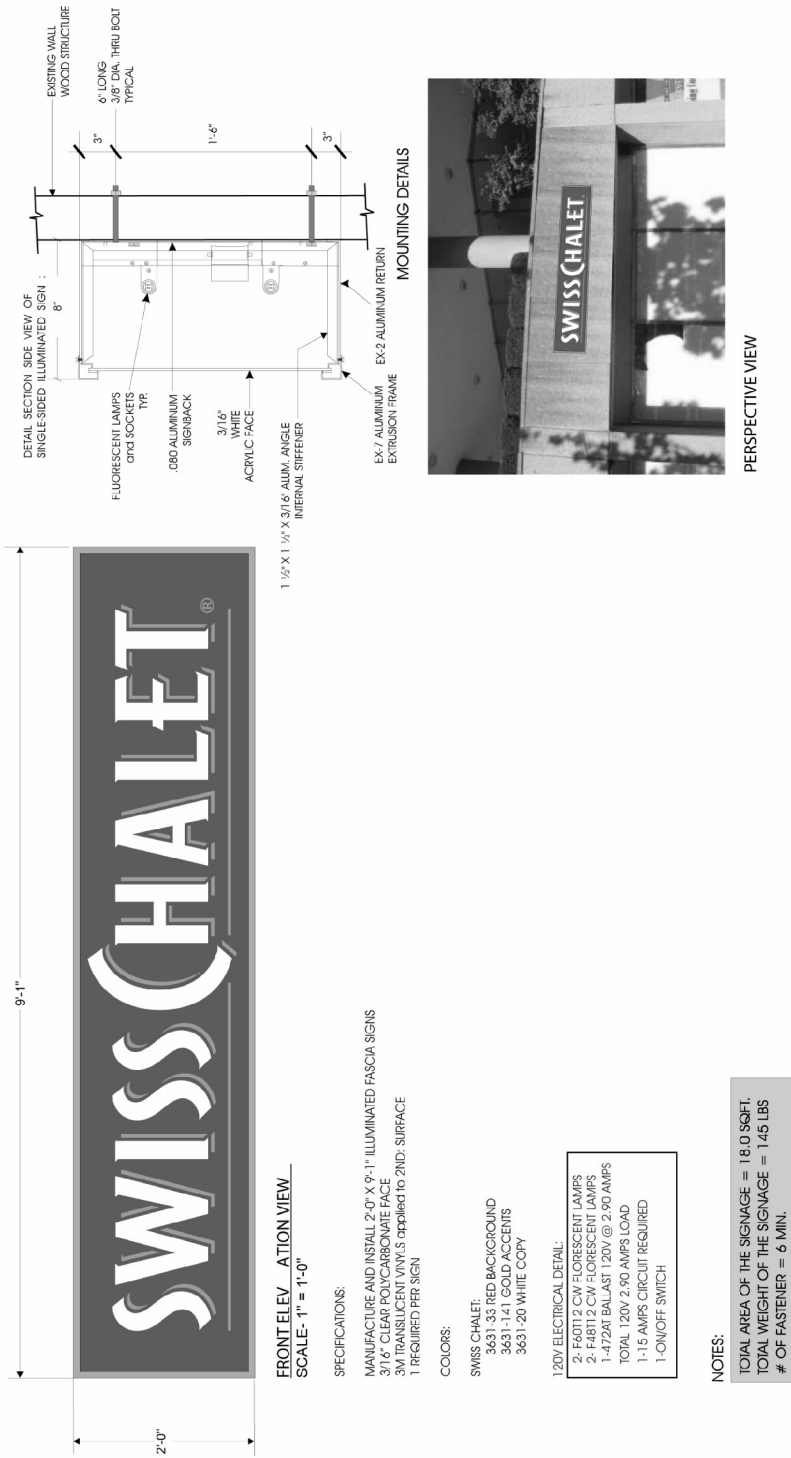 9'-1"
2'-0"
SWISS CHALET®
FRONT ELEV ATION VIEW
SCALE- 1" = 1'-0"
SPECIFICATIONS:
MANUFACTURE AND INSTALL 2'-0" X 9'-1" ILLUMINATED FASCIA SIGNS
3/16" CLEAR POLYCARBONATE FACE
3M TRANSLUCENT VINYLS applied to 2ND: SURFACE
1 REQUIRED PER SIGN
COLORS:
SWISS CHALET:
3631-33 RED BACKGROUND
3631-141 GOLD ACCENTS
3631-20 WHITE COPY
120V ELECTRICAL DETAIL:
2- F60T12 CW FLORESCENT LAMPS
2- F48T12 CW FLORESCENT LAMPS
1-472AT BALLAST 120V @ 2.90 AMPS
TOTAL 120V 2.90 AMPS LOAD
1-15 AMPS CIRCUIT REQUIRED
1-ON/OFF SWITCH
NOTES:
TOTAL AREA OF THE SIGNAGE = 18.0 SQFT.
TOTAL WEIGHT OF THE SIGNAGE = 145 LBS
# OF FASTENER = 6 MIN.
DETAIL SECTION SIDE VIEW OF
SINGLE-SIDED ILLUMINATED SIGN :
8"
EXISTING WALL
WOOD STRUCTURE
6" LONG
3/8" DIA. THRU BOLT
TYPICAL
3"
1'-6"
3"
FLUORESCENT LAMPS
and SOCKETS
TYP.
.080 ALUMINUM
SIGNBACK
3/16"
WHITE
ACRYLIC FACE
1 ½" X 1 ½" X 3/16" ALUM. ANGLE
INTERNAL STIFFENER
EX-7 ALUMINUM
EXTRUSION FRAME
EX-2 ALUMINUM RETURN
MOUNTING DETAILS
SWISS CHALET
PERSPECTIVE VIEW